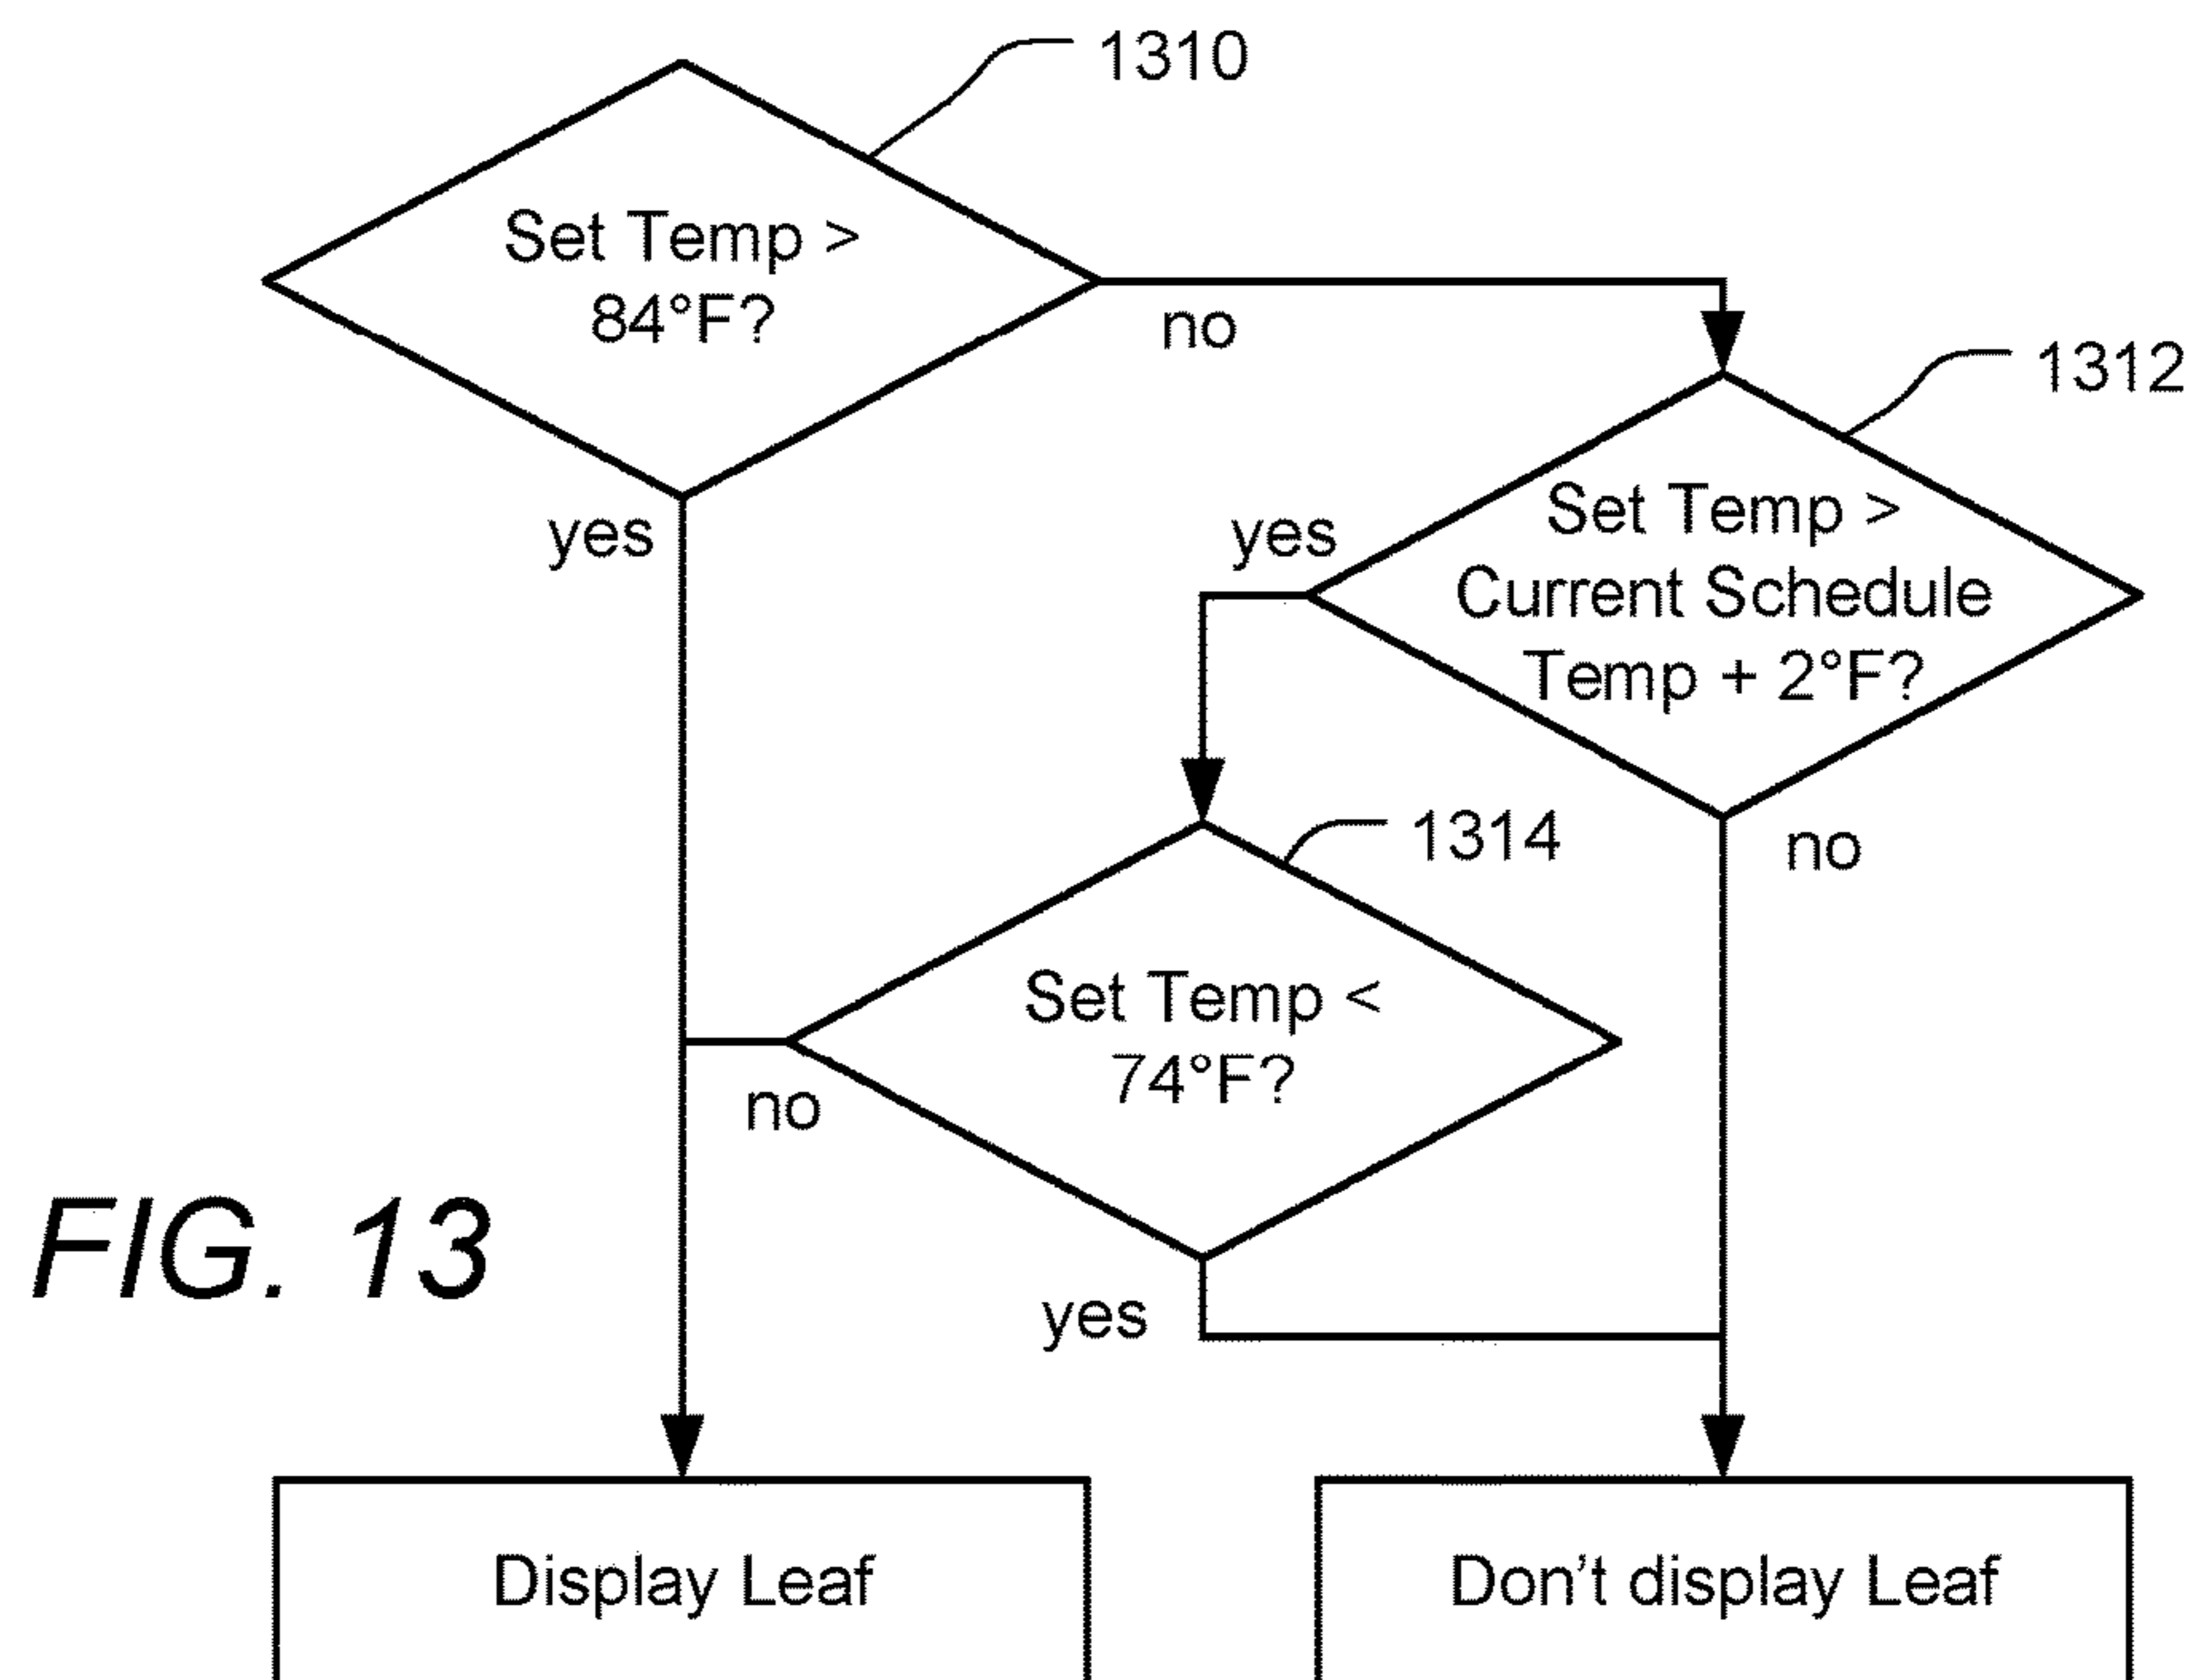 1310
Set Temp >
84°F?
no
yes
1312
Set Temp >
Current Schedule
Temp + 2°F?
yes
no
1314
Set Temp <
74°F?
no
yes
FIG. 13
Display Leaf
Don't display Leaf